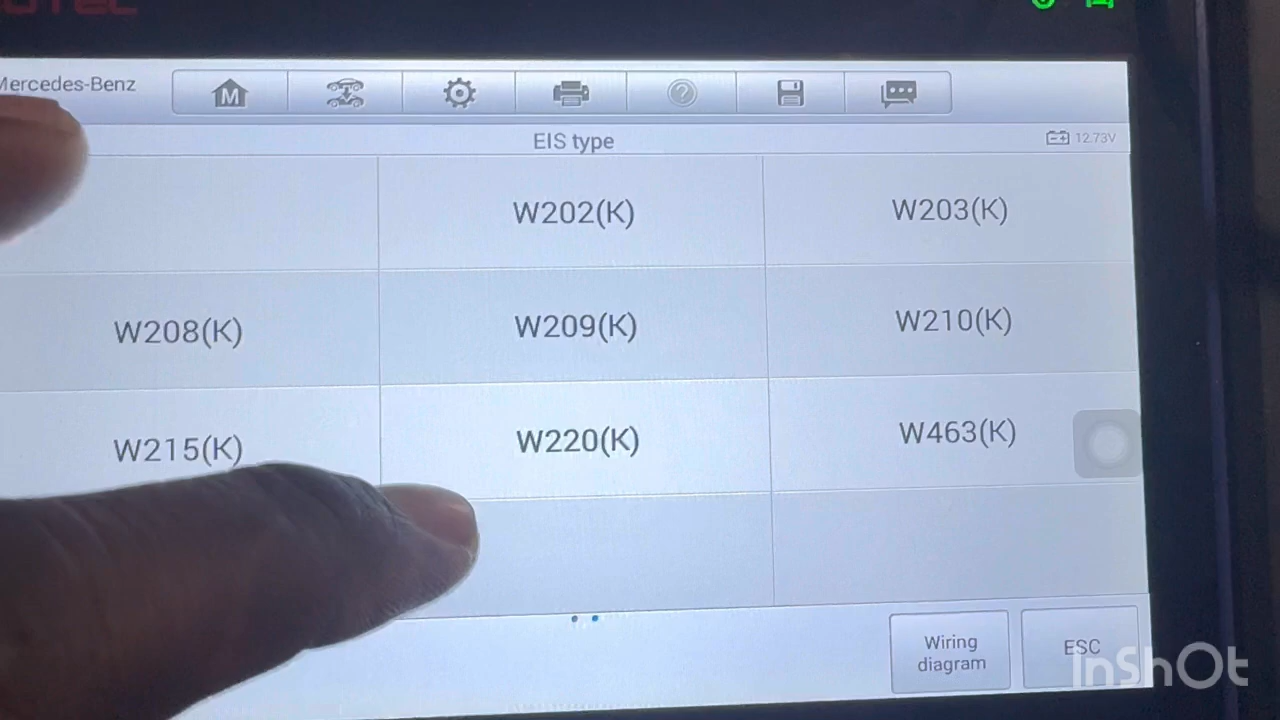 Mercedes-Benz
M
EIS type
12.73V
W202(K)
W203(K)
W208(K)
W209(K)
W210(K)
W215(K)
W220(K)
W463(K)
Wiring
diagram
ESC
InShOt